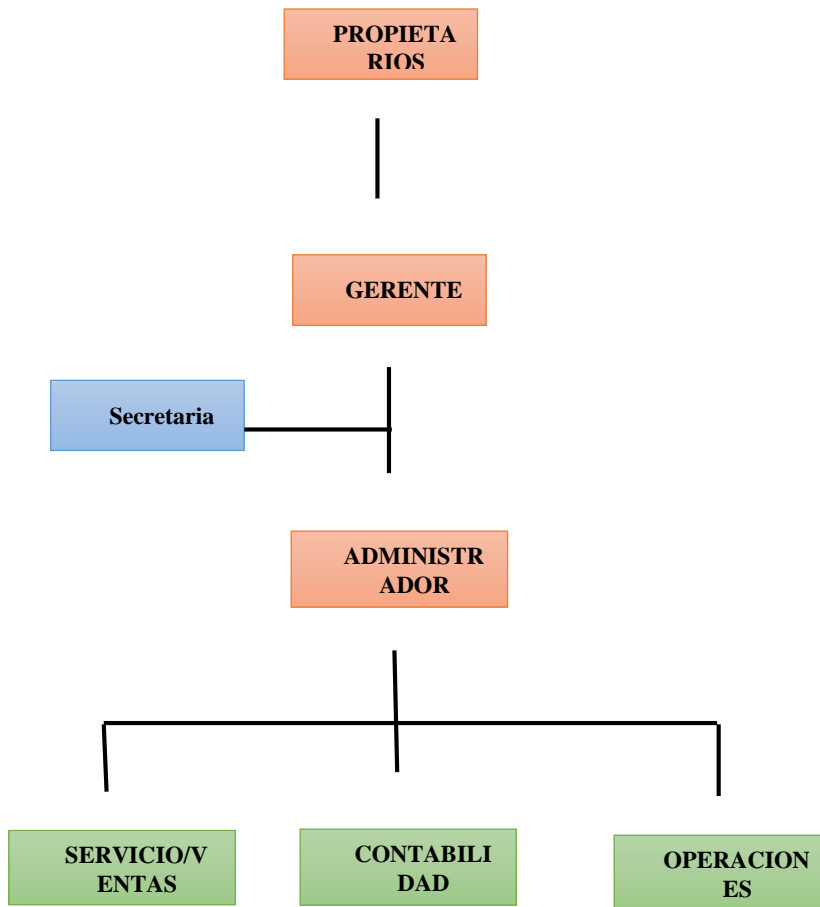 PROPIETA
RIOS
GERENTE
Secretaria
ADMINISTR
ADOR
SERVICIO/V
ENTAS
CONTABILI
DAD
OPERACION
ES